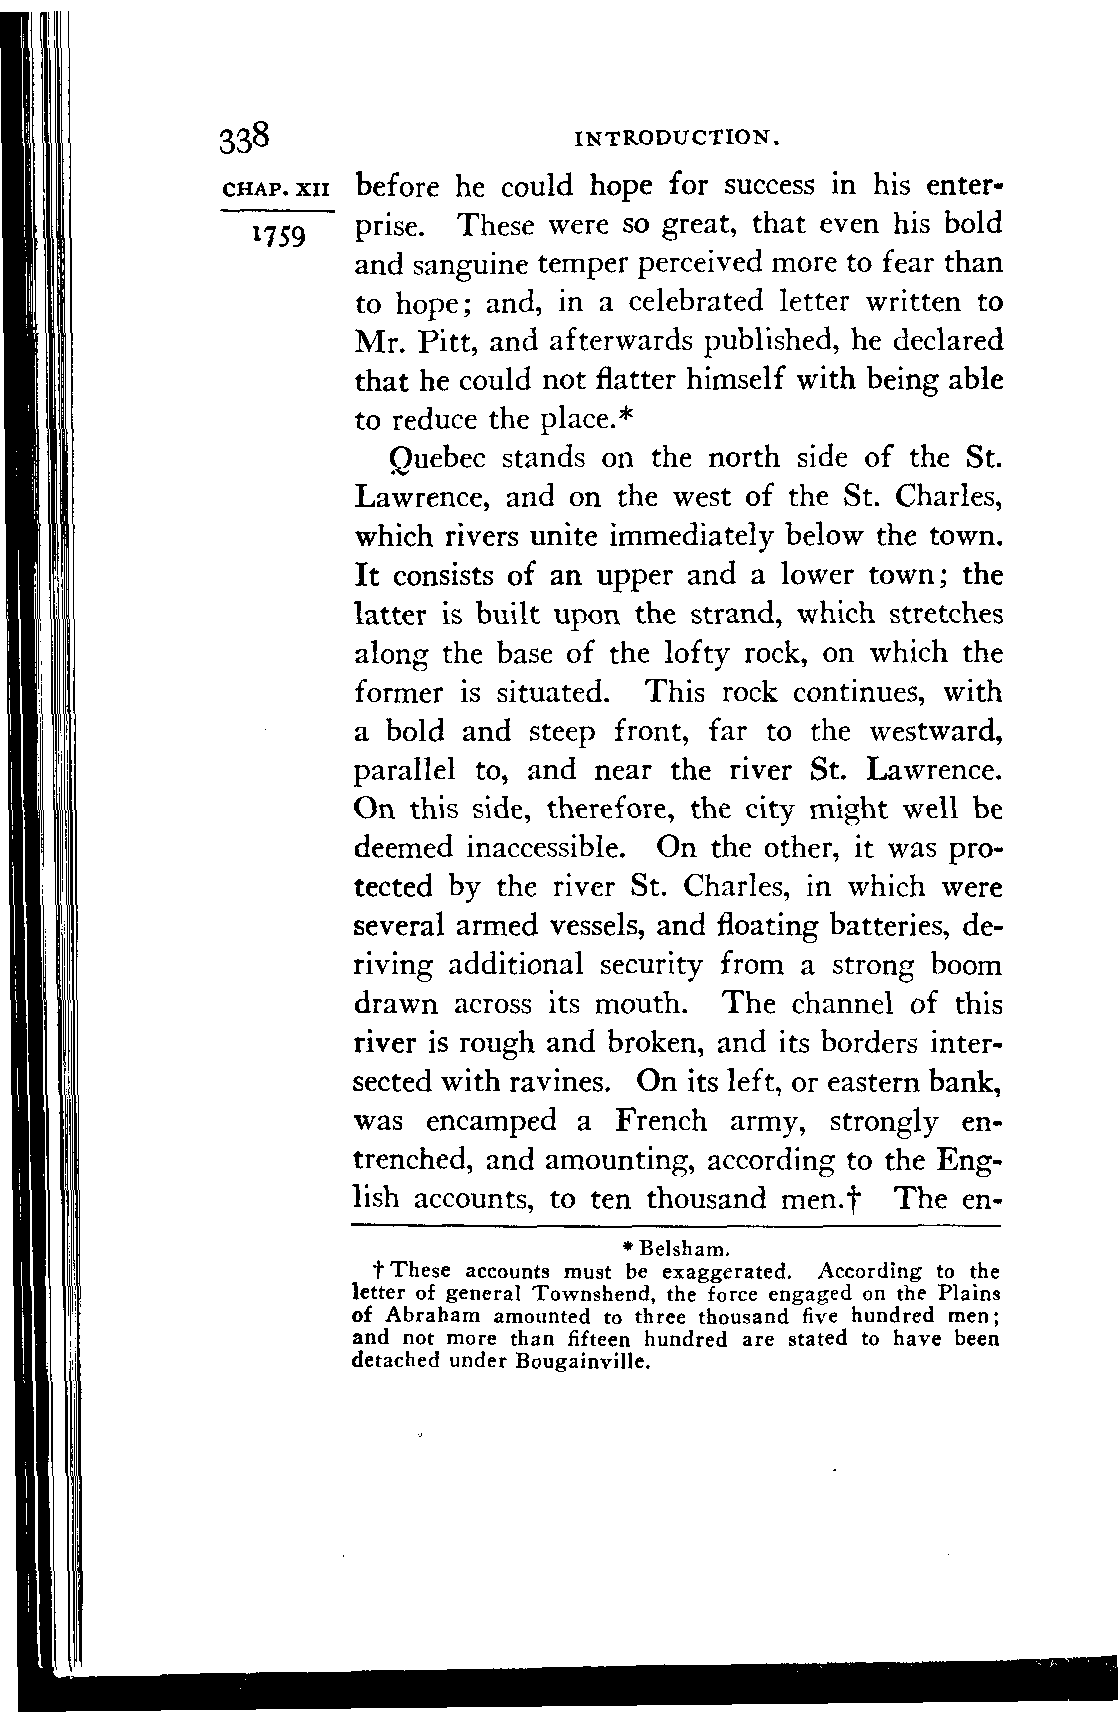 338 INTRODUCTION.
CHAP. XII before he could hope for success in his enter-
1759 prise. These were so great, that even his bold
and sanguine temper perceived more to fear than
to hope; and, in a celebrated letter written to
Mr. Pitt, and afterwards published, he declared
that he could not flatter himself with being able
to reduce the place.*
Quebec stands on the north side of the St.
Lawrence, and on the west of the St. Charles,
which rivers unite immediately below the town.
It consists of an upper and a lower town; the
latter is built upon the strand, which stretches
along the base of the lofty rock, on which the
former is situated. This rock continues, with
a bold and steep front, far to the westward,
parallel to, and near the river St. Lawrence.
On this side, therefore, the city might well be
deemed inaccessible. On the other, it was pro-
tected by the river St. Charles, in which were
several armed vessels, and floating batteries, de-
riving additional security from a strong boom
drawn across its mouth. The channel of this
river is rough and broken, and its borders inter-
sected with ravines. On its left, or eastern bank,
was encamped a French army, strongly en-
trenched, and amounting, according to the Eng-
lish accounts, to ten thousand men.† The en-
* Belsham.
† These accounts must be exaggerated. According to the
letter of general Townshend, the force engaged on the Plains
of Abraham amounted to three thousand five hundred men;
and not more than fifteen hundred are stated to have been
detached under Bougainville.